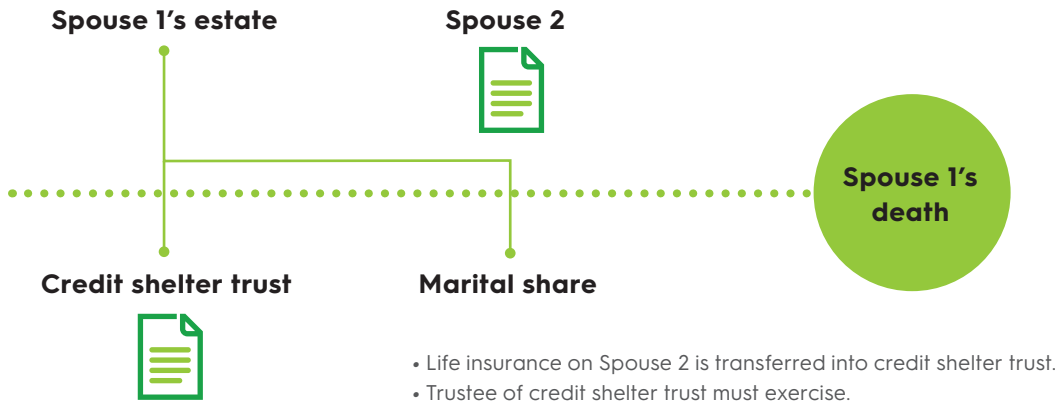 Spouse 1’s estate
Spouse 2
Spouse 1’s
death
Credit shelter trust
Marital share
• Life insurance on Spouse 2 is transferred into credit shelter trust.
• Trustee of credit shelter trust must exercise.